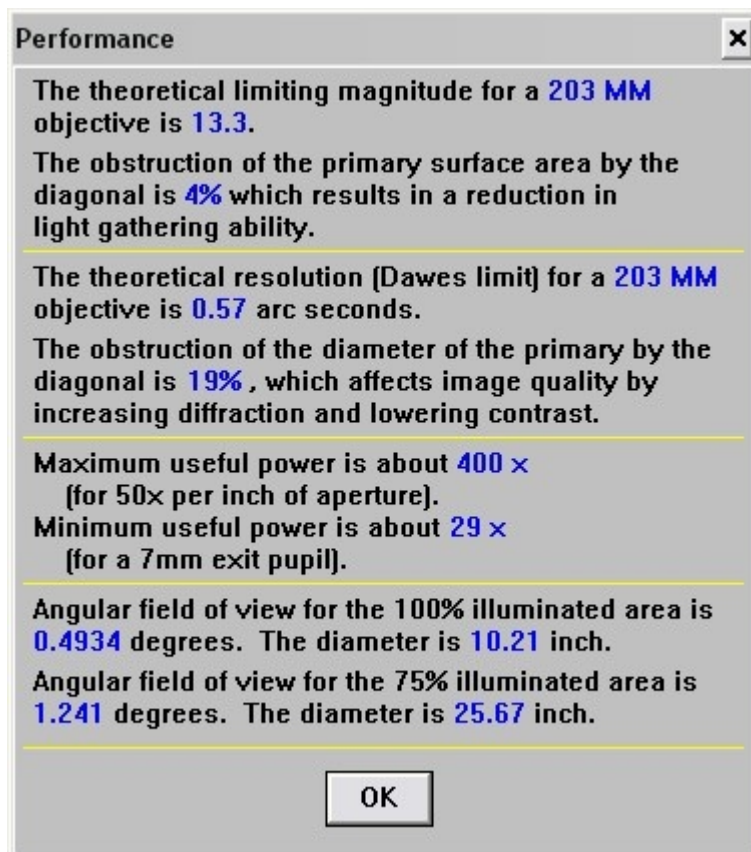 Performance
The theoretical limiting magnitude for a 203 MM
objective is 13.3.
The obstruction of the primary surface area by the
diagonal is 4% which results in a reduction in
light gathering ability.
The theoretical resolution (Dawes limit) for a 203 MM
objective is 0.57 arc seconds.
The obstruction of the diameter of the primary by the
diagonal is 19% , which affects image quality by
increasing diffraction and lowering contrast.
Maximum useful power is about 400 x
(for 50x per inch of aperture).
Minimum useful power is about 29 x
(for a 7mm exit pupil).
Angular field of view for the 100% illuminated area is
0.4934 degrees. The diameter is 10.21 inch.
Angular field of view for the 75% illuminated area is
1.241 degrees. The diameter is 25.67 inch.
OK